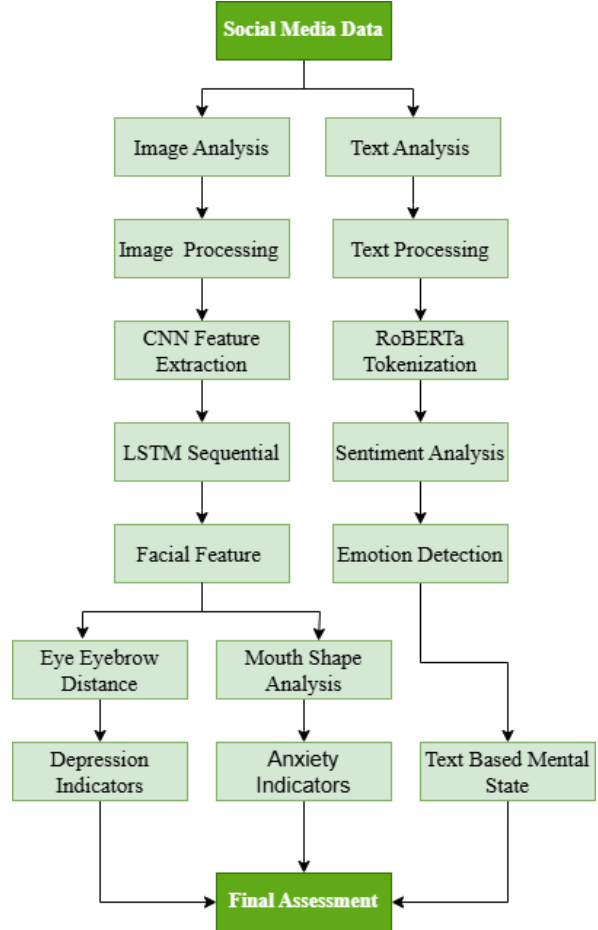 Social Media Data
Image Analysis
Text Analysis
Image Processing
Text Processing
CNN Feature
Extraction
RoBERTa
Tokenization
LSTM Sequential
Sentiment Analysis
Facial Feature
Emotion Detection
Eye Eyebrow
Distance
Mouth Shape
Analysis
Depression
Indicators
Anxiety
Indicators
Text Based Mental
State
Final Assessment